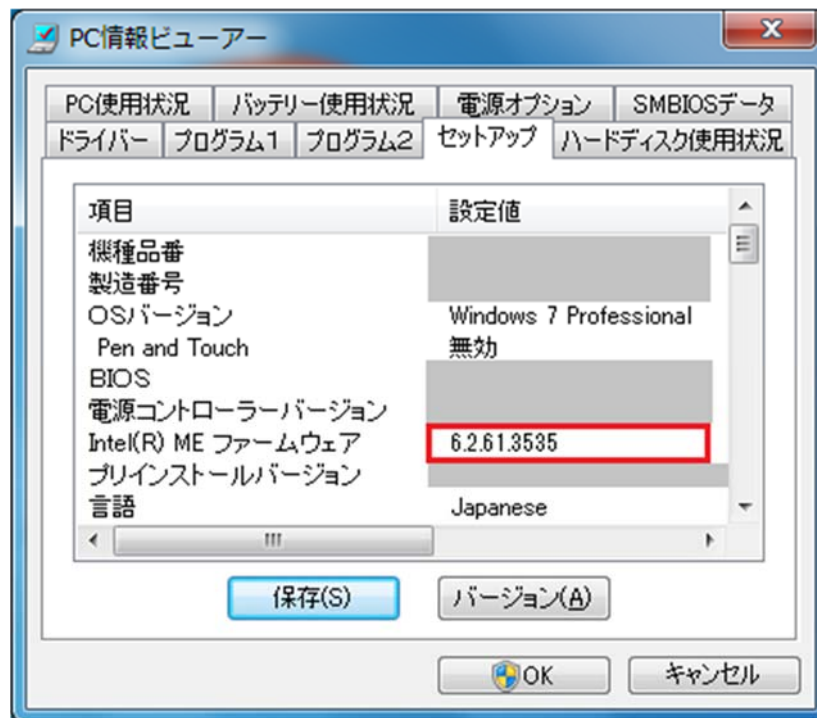 PC情報ビューアー
PC使用状況 バッテリー使用状況 電源オプション SMBIOSデータ
ドライバー プログラム1 プログラム2 セットアップ ハードディスク使用状況
項目 設定値
機種品番
製造番号
OSバージョン Windows 7 Professional
Pen and Touch 無効
BIOS
電源コントローラーバージョン
Intel(R) ME ファームウェア 6.2.61.3535
プリインストールバージョン
言語 Japanese
保存(S) バージョン(A)
OK キャンセル